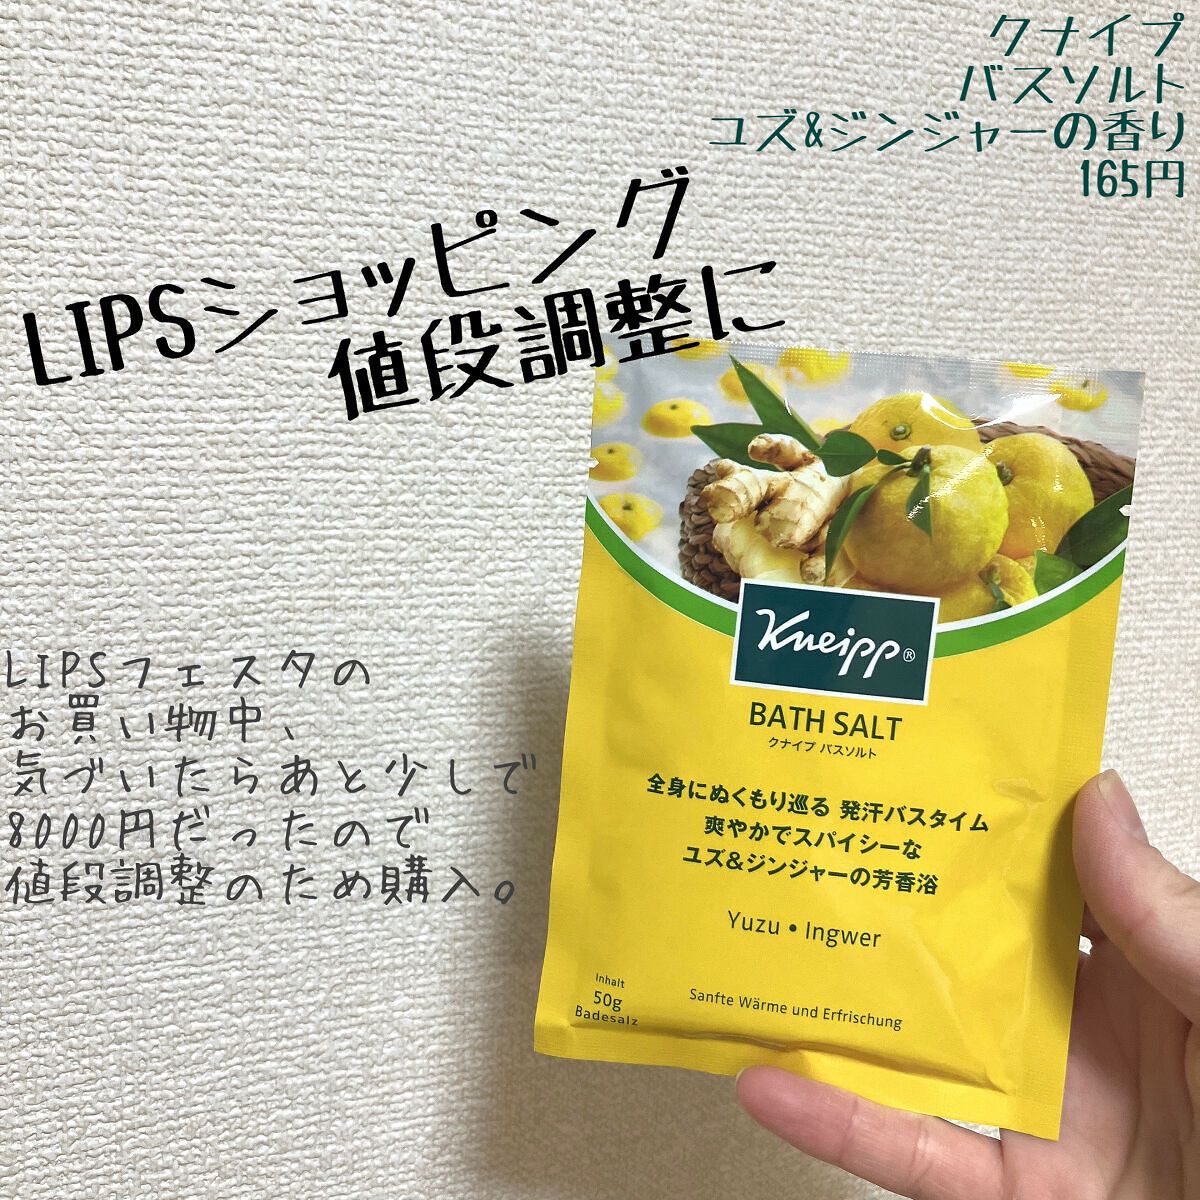 クナイプ
バスソルト
ユズ&ジンジャーの香り
165円
LIPSショッピング
値段調整に
LIPSフェスタの
お買い物中、
気づいたらあと少しで
8000円だったので
値段調整のため購入。
Kneipp®
BATH SALT
クナイプ バスソルト
全身にぬくもり巡る 発汗バスタイム
爽やかでスパイシーな
ユズ&ジンジャーの芳香浴
Yuzu • Ingwer
Inhalt
50g
Badesalz
Sanfte Wärme und Erfrischung